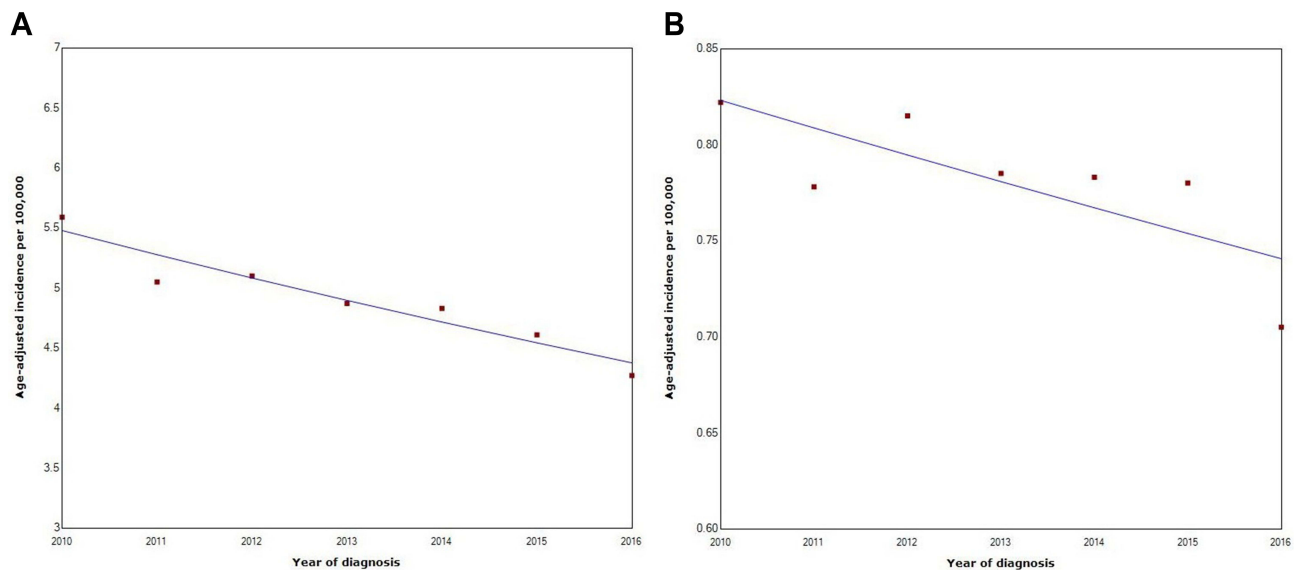 A
7
6.5
6
5.5
5
4.5
4
3.5
3
Age-adjusted incidence per 100,000
2010 2011 2012 2013 2014 2015 2016
Year of diagnosis
B
0.85
0.80
0.75
0.70
0.65
0.60
Age-adjusted incidence per 100,000
2010 2011 2012 2013 2014 2015 2016
Year of diagnosis